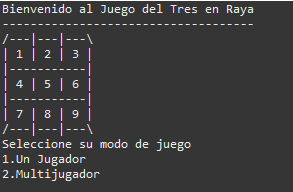 Bienvenido al Juego del Tres en Raya
------------------------------------
/---|---|---\
| 1 | 2 | 3 |
|-----------|
| 4 | 5 | 6 |
|-----------|
| 7 | 8 | 9 |
/---|---|---\
Seleccione su modo de juego
1.Un Jugador
2.Multijugador